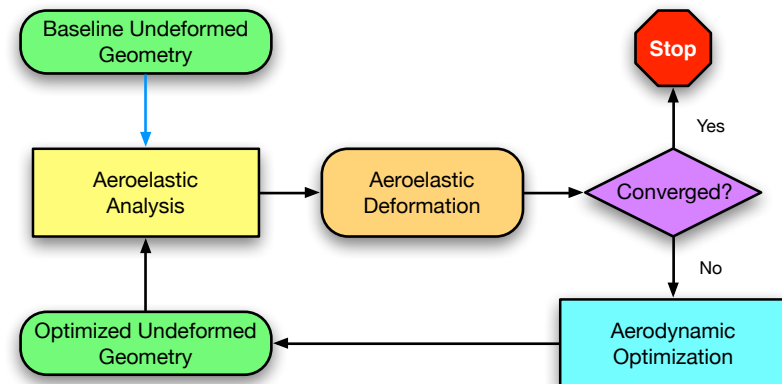 Baseline Undeformed
Geometry
Stop
Yes
Aeroelastic
Analysis
Aeroelastic
Deformation
Converged?
No
Optimized Undeformed
Geometry
Aerodynamic
Optimization